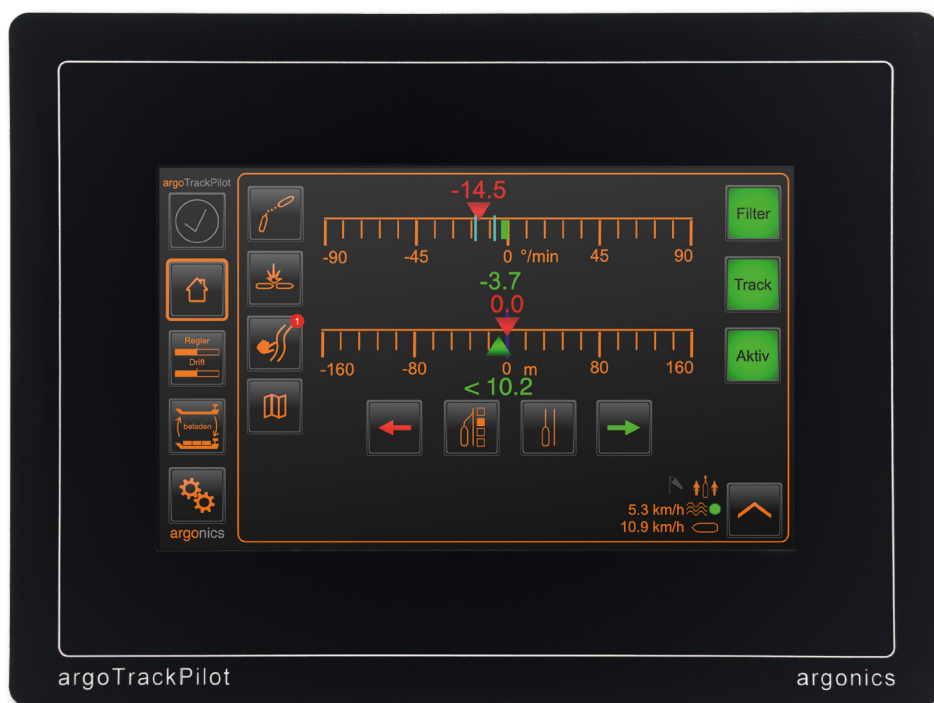 argoTrackPilot
Regler
Drift
beladen
argonics
1
-14.5
-90 -45 0 °/min 45 90
-3.7
0.0
-160 -80 0 m 80 160
< 10.2
Filter
Track
Aktiv
5.3 km/h
10.9 km/h
argoTrackPilot argonics